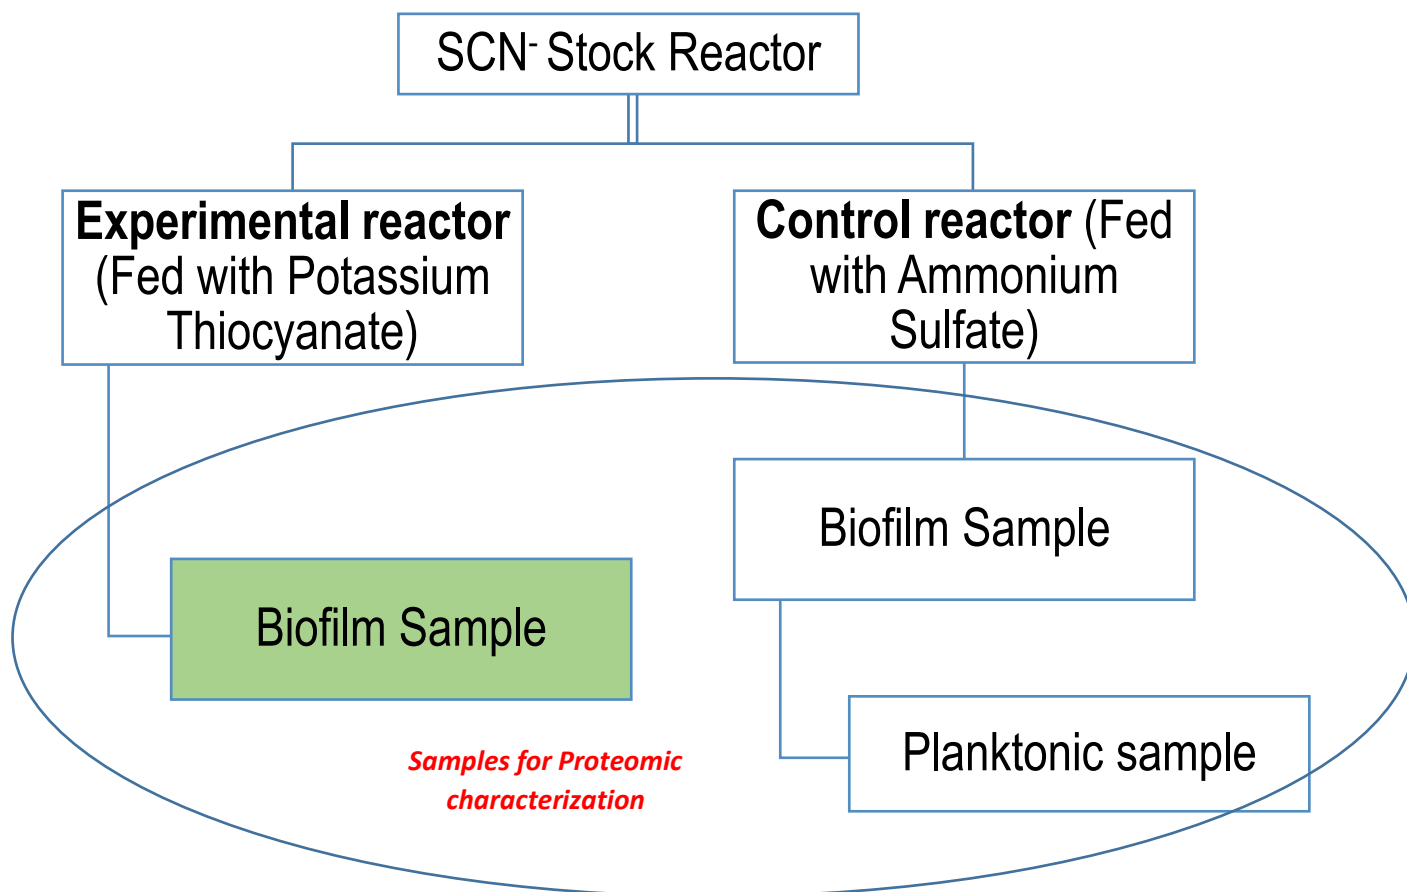 SCN⁻ Stock Reactor
Experimental reactor
(Fed with Potassium
Thiocyanate)
Control reactor (Fed
with Ammonium
Sulfate)
Biofilm Sample
Biofilm Sample
Planktonic sample
Samples for Proteomic
characterization